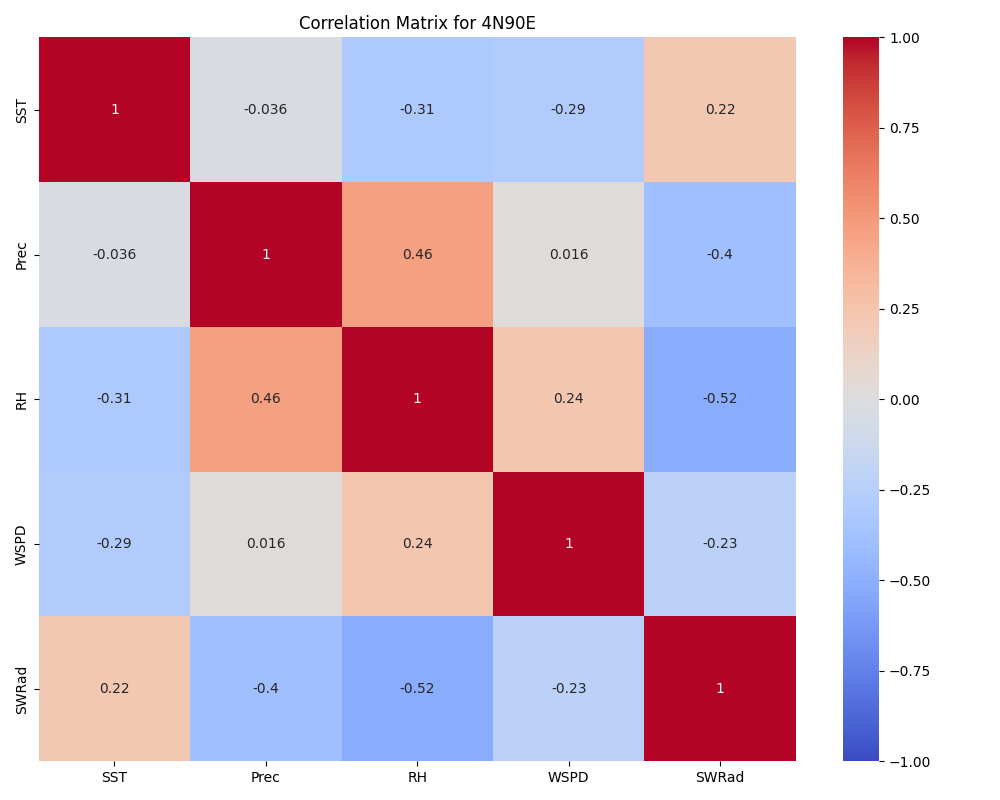 Correlation Matrix for 4N90E
SST 1 -0.036 -0.31 -0.29 0.22
Prec -0.036 1 0.46 0.016 -0.4
RH -0.31 0.46 1 0.24 -0.52
WSPD -0.29 0.016 0.24 1 -0.23
SWRad 0.22 -0.4 -0.52 -0.23 1
SST Prec RH WSPD SWRad
1.00
0.75
0.50
0.25
0.00
−0.25
−0.50
−0.75
−1.00